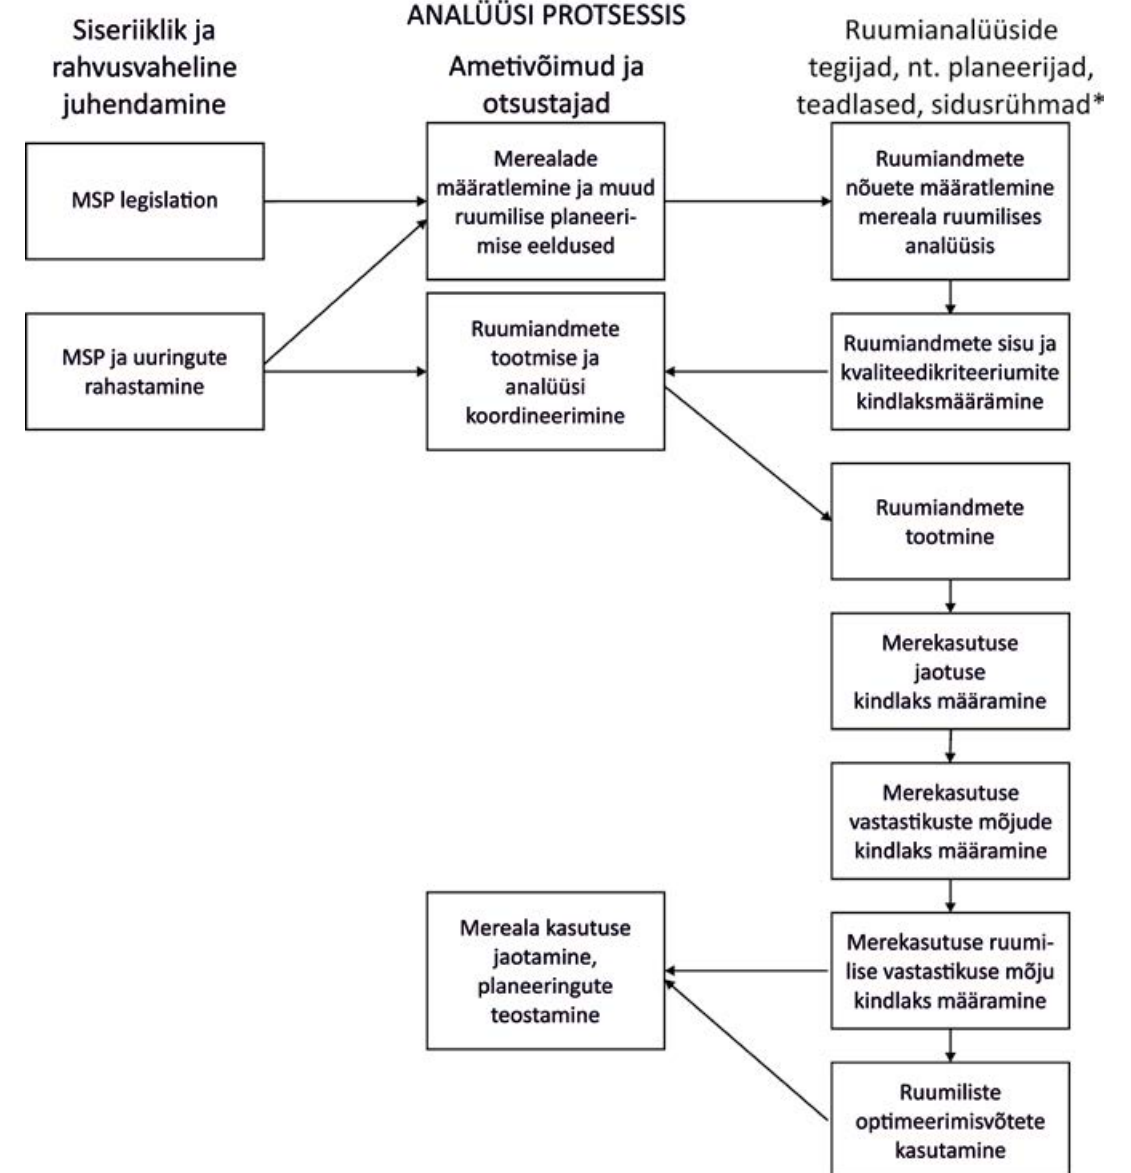 ANALÜÜSI PROTSESSIS
Siseriiklik ja
rahvusvaheline
juhendamine
Ametivõimud ja
otsustajad
Ruumianalüüside
tegijad, nt. planeerijad,
teadlased, sidusrühmad*
MSP legislation
Merealade
määratlemine ja muud
ruumilise planeeri-
mise eeldused
Ruumiandmete
nõuete määratlemine
mereala ruumilises
analüüsis
MSP ja uuringute
rahastamine
Ruumiandmete
tootmise ja
analüüsi
koordineerimine
Ruumiandmete sisu ja
kvaliteedikriteeriumite
kindlaksmäärämine
Ruumiandmete
tootmine
Merekasutuse
jaotuse
kindlaks määramine
Merekasutuse
vastastikuste mõjude
kindlaks määramine
Mereala kasutuse
jaotamine,
planeeringute
teostamine
Merekasutuse ruumi-
lise vastastikuse mõju
kindlaks määramine
Ruumiliste
optimeerimisvõtete
kasutamine